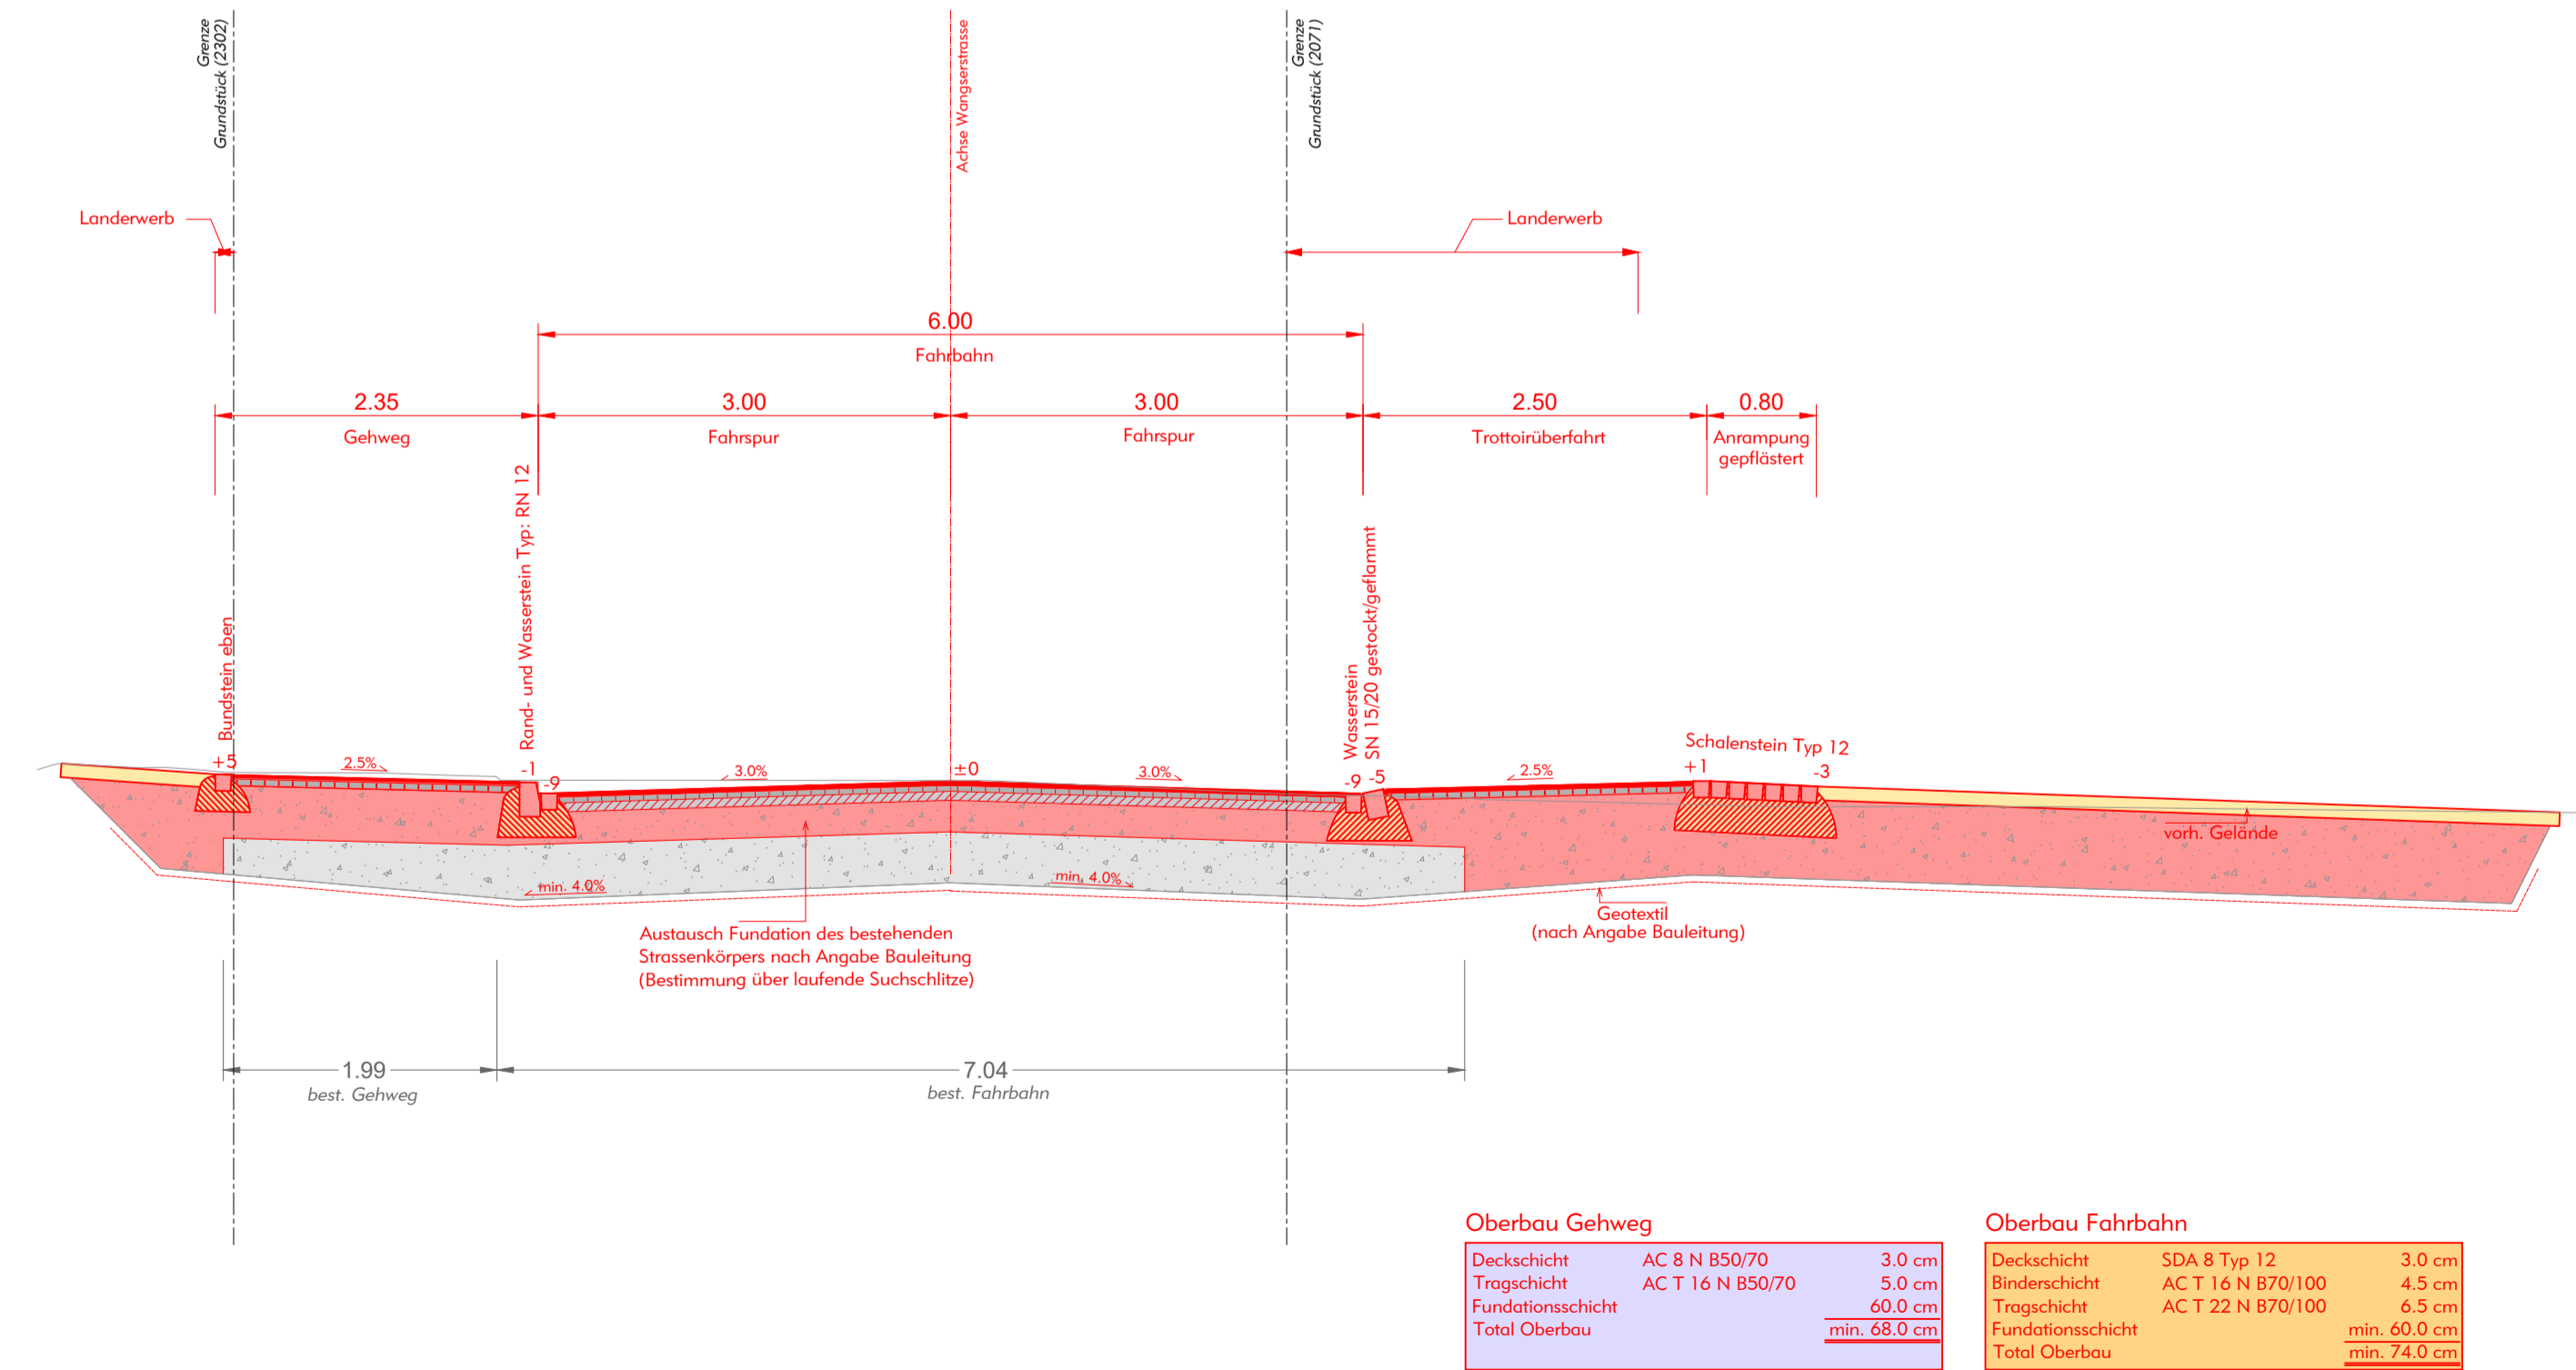 Grenze
Grundstück (2302)
Achse Wangserstrasse
Grenze
Grundstück (2071)
Landerwerb
Landerwerb
6.00
Fahrbahn
2.35
3.00
3.00
2.50
0.80
Gehweg
Fahrspur
Fahrspur
Trottoirüberfahrt
Anrampung
gepflästert
Bundstein eben
Rand- und Wasserstein Typ: RN 12
Wasserstein
SN 15/20 gestockt/geflammt
Schalenstein Typ 12
+5
2.5%
-1
-9
3.0%
±0
3.0%
-9
-5
2.5%
+1
-3
vorh. Gelände
min. 4.0%
min. 4.0%
Austausch Fundation des bestehenden
Strassenkörpers nach Angabe Bauleitung
(Bestimmung über laufende Suchschlitze)
Geotextil
(nach Angabe Bauleitung)
1.99
best. Gehweg
7.04
best. Fahrbahn
Oberbau Gehweg
Deckschicht AC 8 N B50/70 3.0 cm
Tragschicht AC T 16 N B50/70 5.0 cm
Fundationsschicht 60.0 cm
Total Oberbau min. 68.0 cm
Oberbau Fahrbahn
Deckschicht SDA 8 Typ 12 3.0 cm
Binderschicht AC T 16 N B70/100 4.5 cm
Tragschicht AC T 22 N B70/100 6.5 cm
Fundationsschicht min. 60.0 cm
Total Oberbau min. 74.0 cm